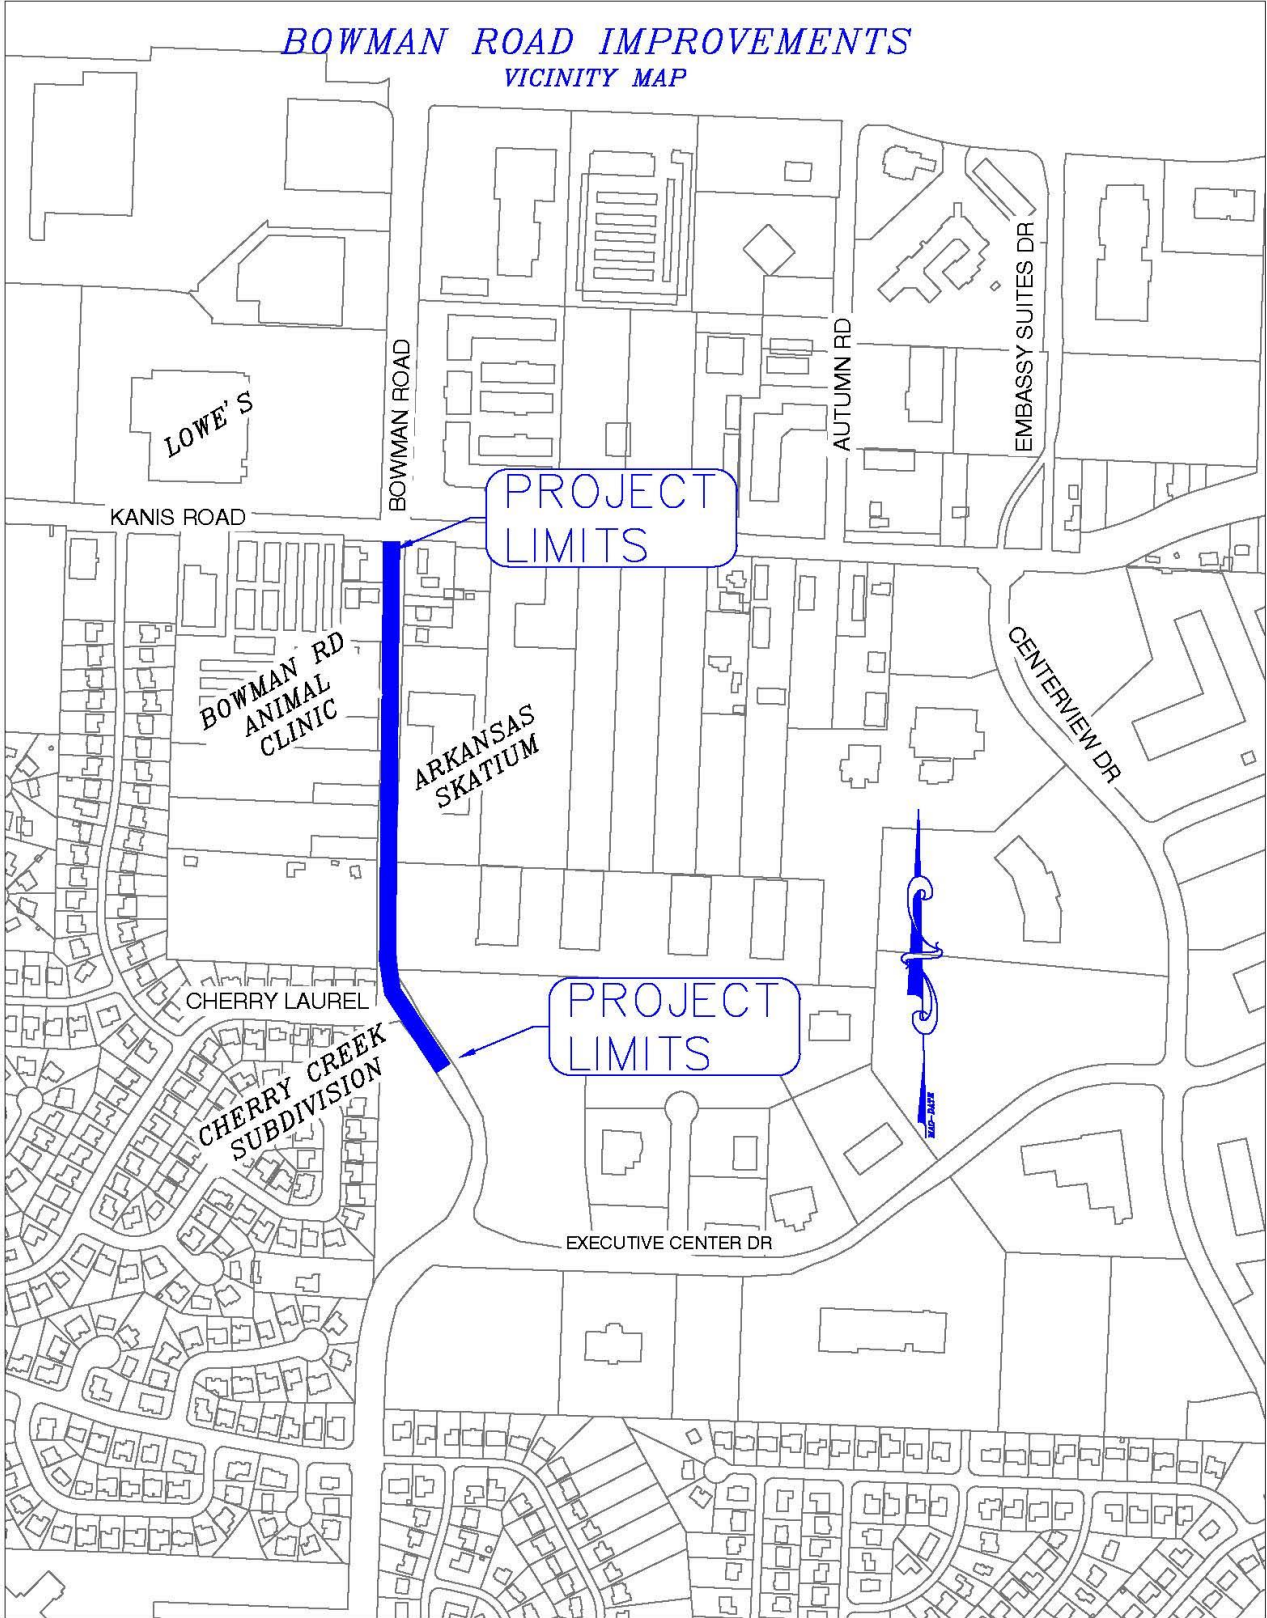 BOWMAN ROAD IMPROVEMENTS
VICINITY MAP
EMBASSY SUITES DR
AUTUMN RD
BOWMAN ROAD
LOWE'S
KANIS ROAD
PROJECT
LIMITS
BOWMAN RD
ANIMAL
CLINIC
ARKANSAS
SKATIUM
CENTERVIEW DR
CHERRY LAUREL
PROJECT
LIMITS
CHERRY CREEK
SUBDIVISION
EXECUTIVE CENTER DR